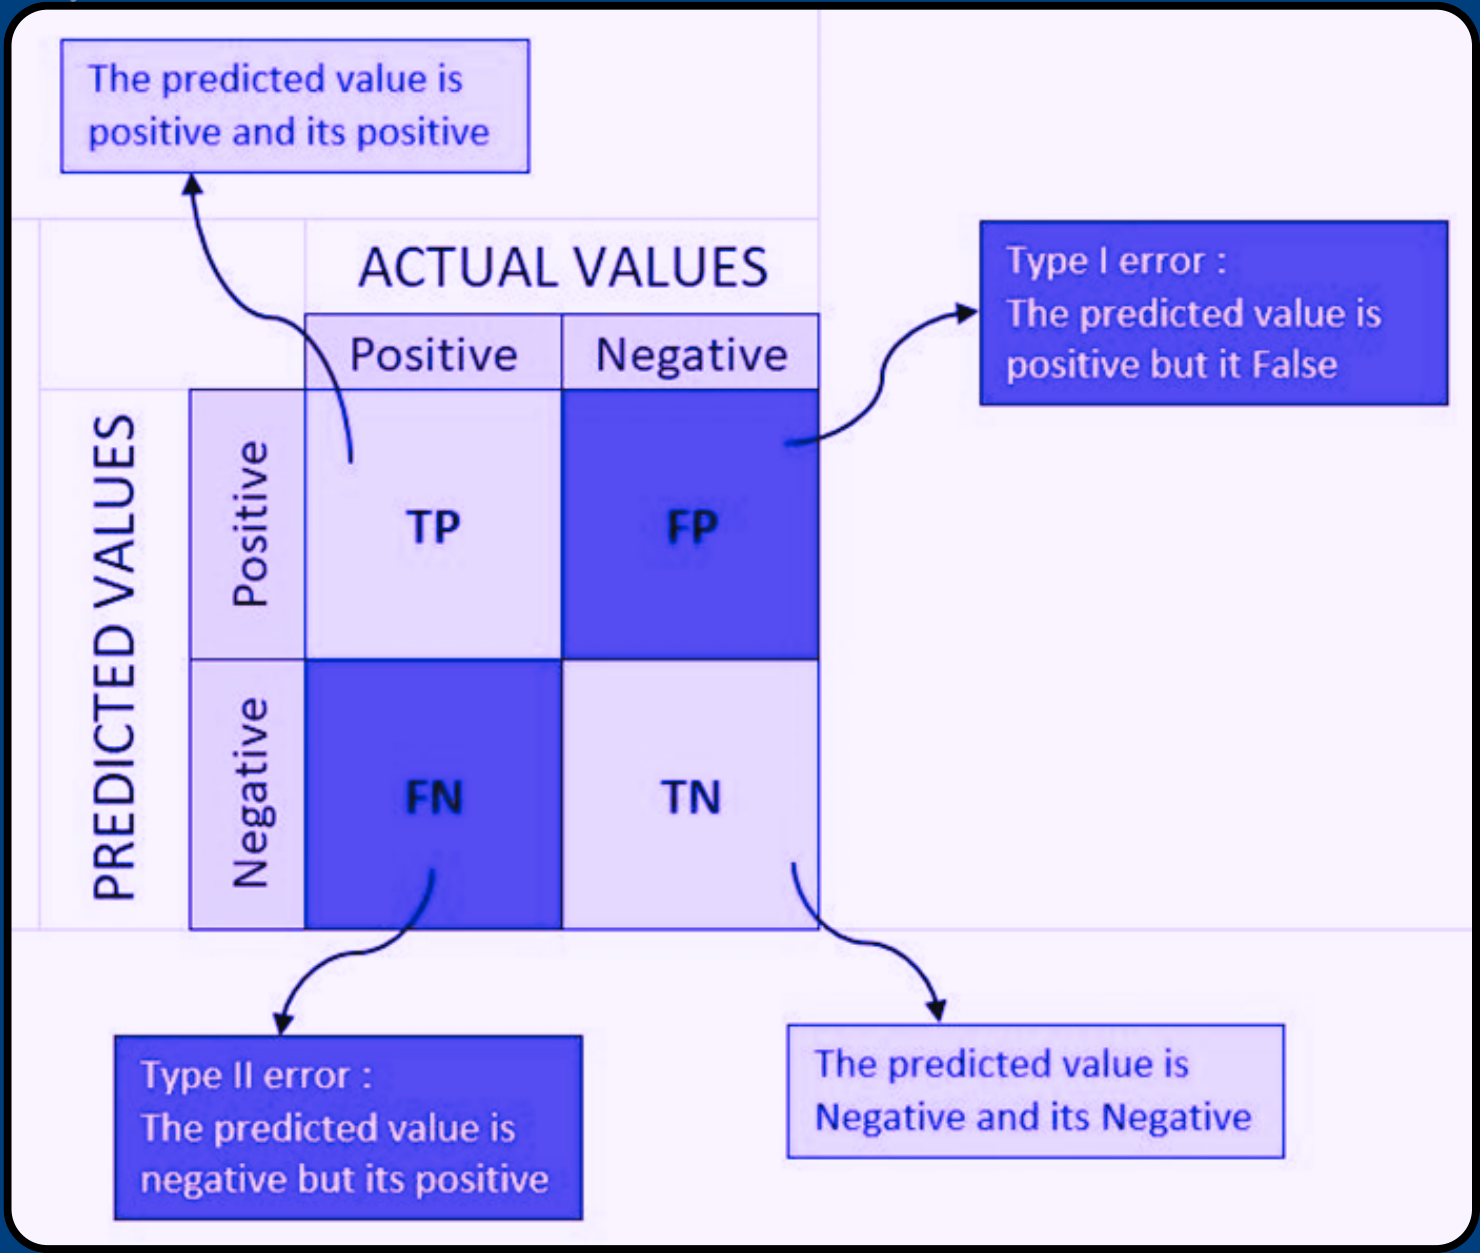 The predicted value is
positive and its positive
ACTUAL VALUES
Positive Negative
Type I error :
The predicted value is
positive but it False
PREDICTED VALUES
Positive
TP FP
Negative
FN TN
Type II error :
The predicted value is
negative but its positive
The predicted value is
Negative and its Negative